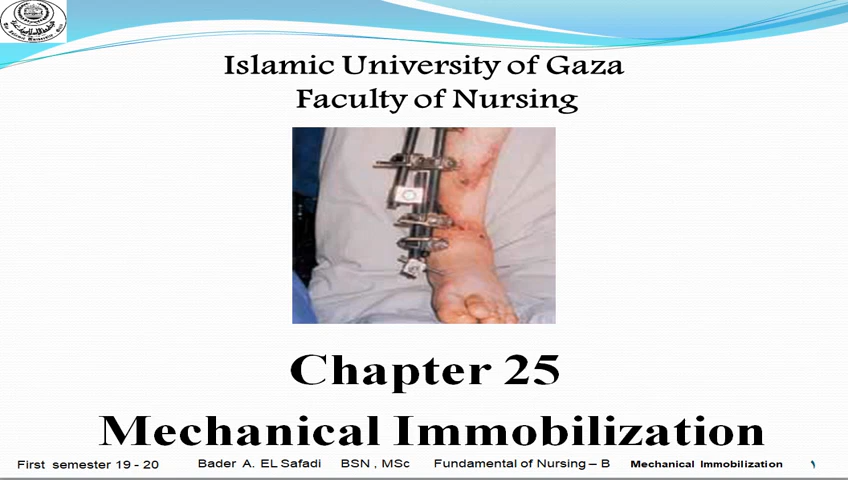 Islamic University of Gaza
Faculty of Nursing
Chapter 25
Mechanical Immobilization
First semester 19 - 20 Bader A. EL Safadi BSN , MSc Fundamental of Nursing – B Mechanical Immobilization ١